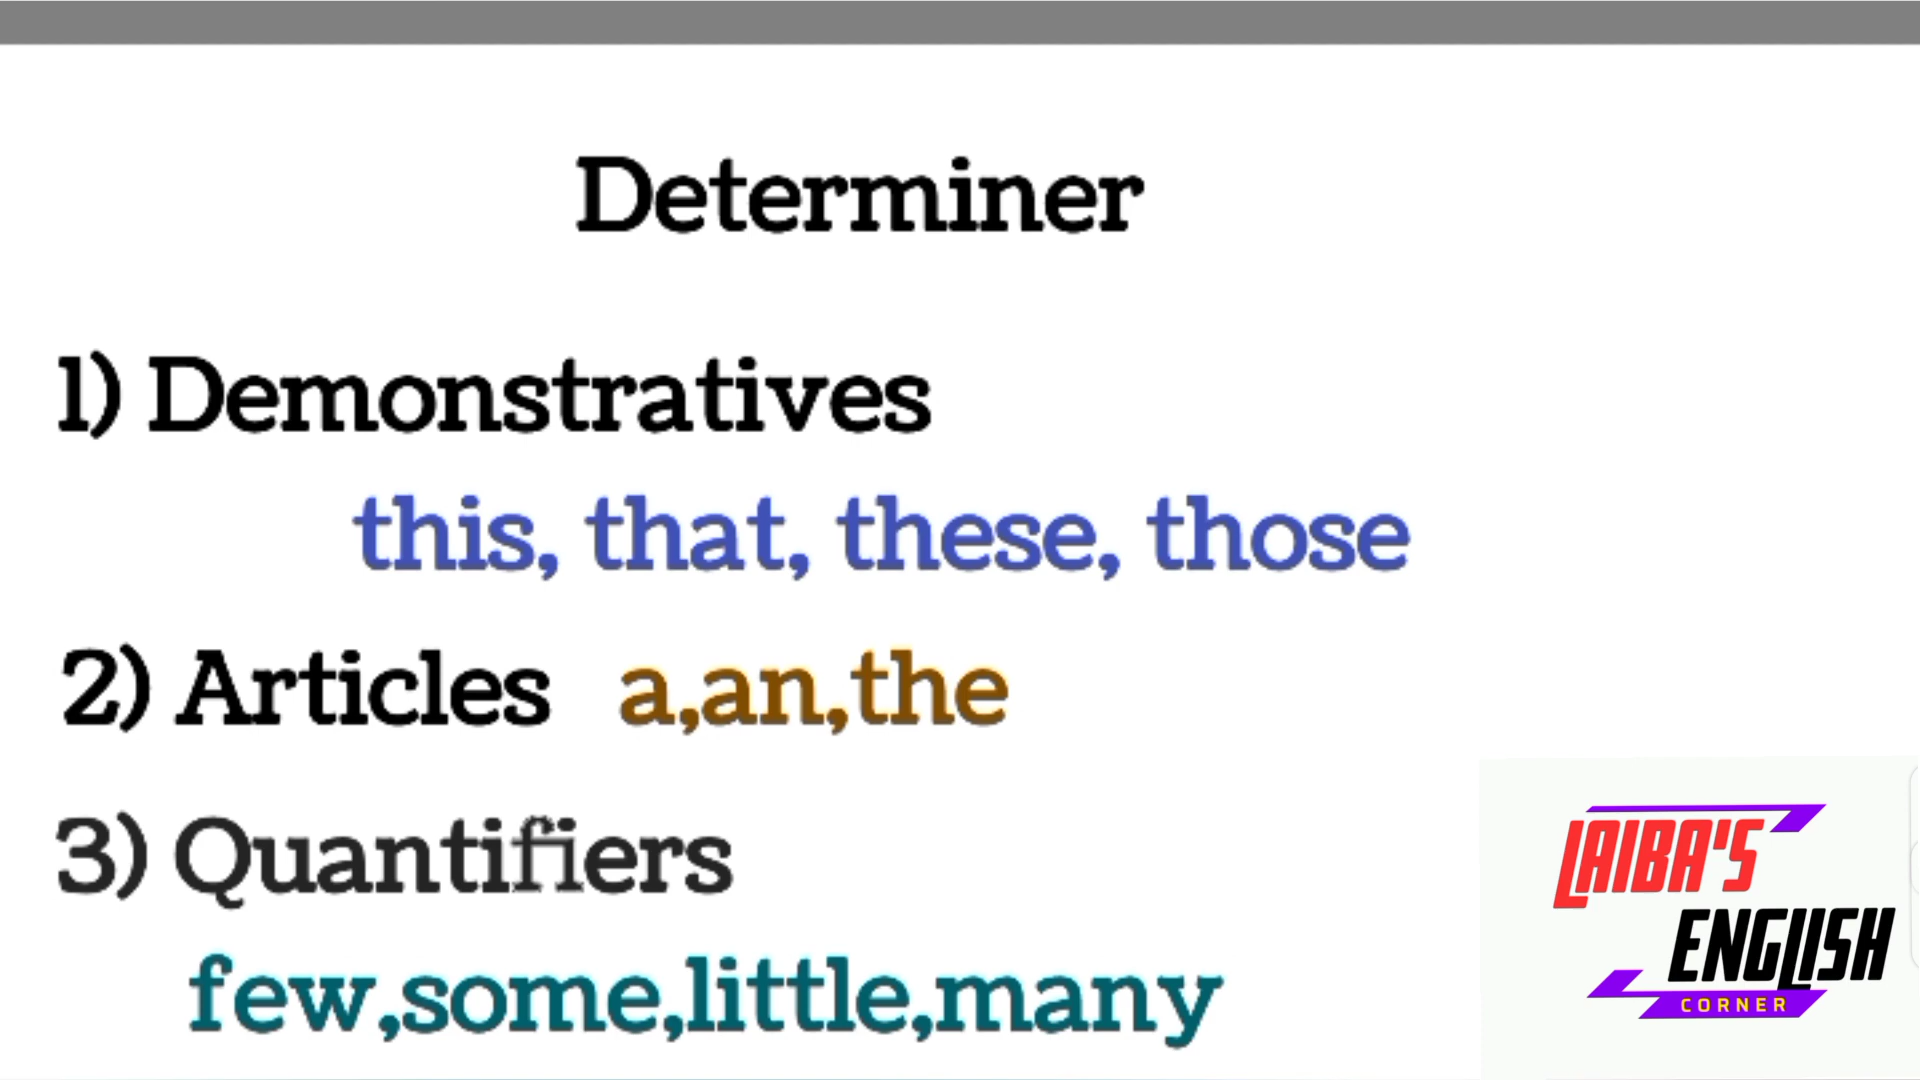 Determiner
1) Demonstratives
this, that, these, those
2) Articles a,an,the
3) Quantifiers
few,some,little,many
LAIBA'S
ENGLISH
CORNER